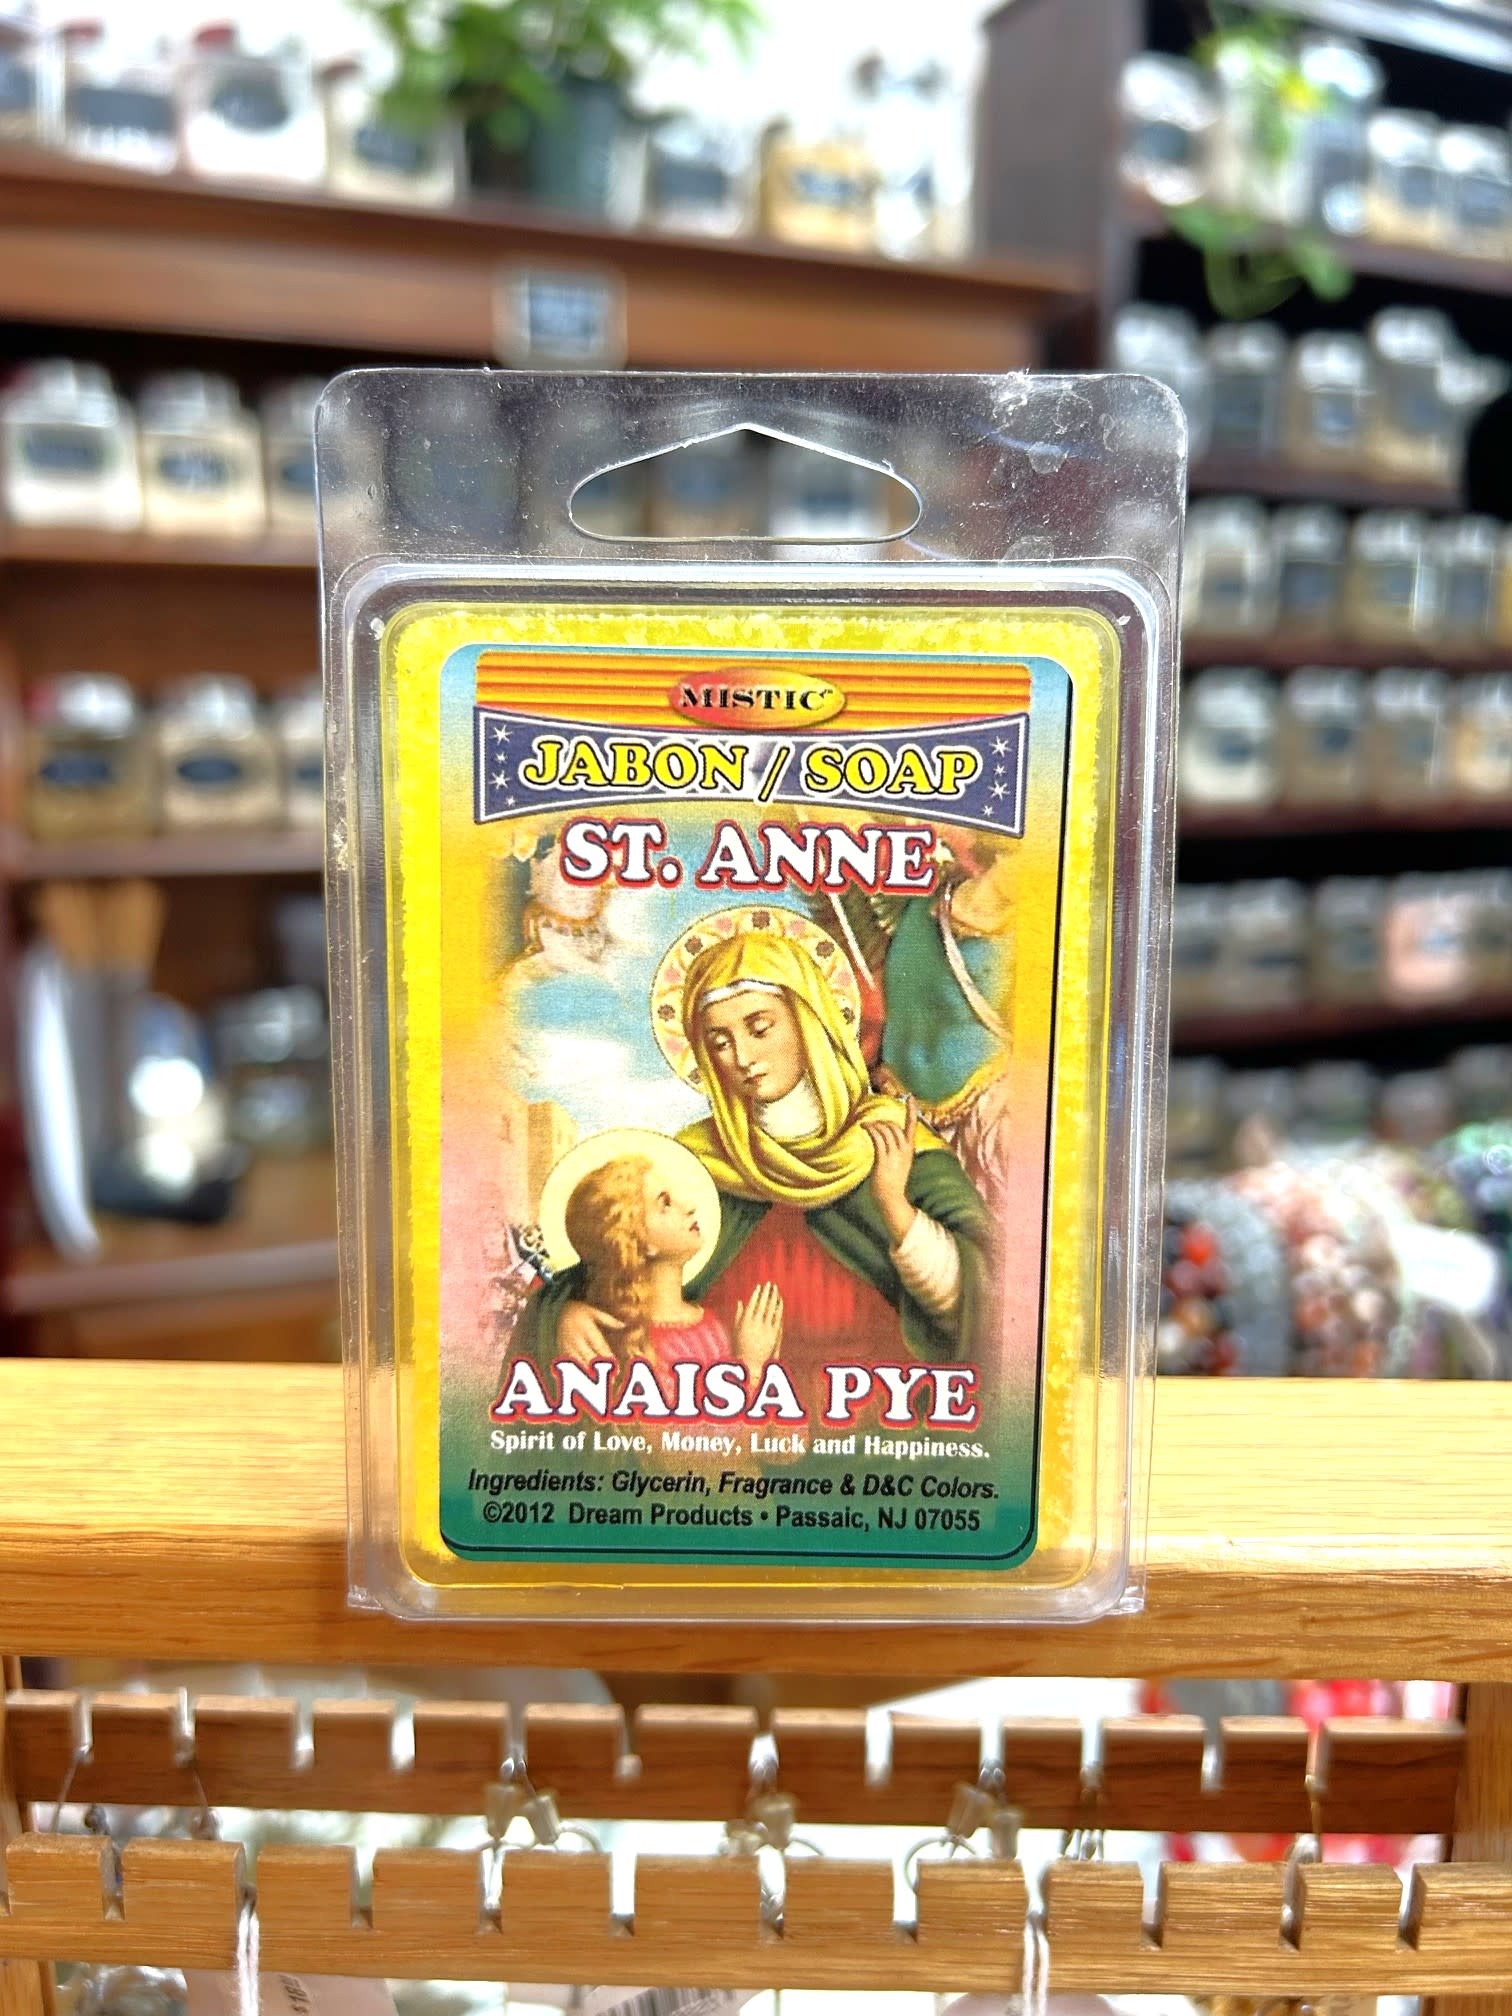 MISTIC™
JABON / SOAP
ST. ANNE
ANAISA PYE
Spirit of Love, Money, Luck and Happiness.
Ingredients: Glycerin, Fragrance & D&C Colors.
©2012 Dream Products • Passaic, NJ 07055